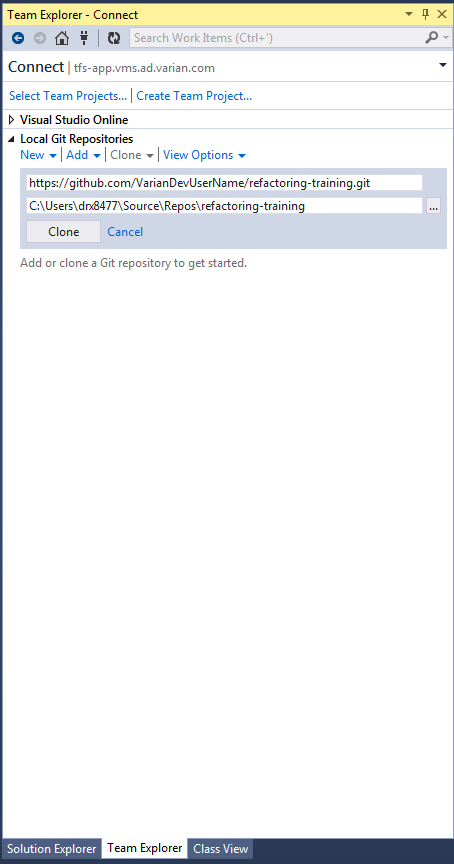 Team Explorer - Connect
Search Work Items (Ctrl+')
Connect | tfs-app.vms.ad.varian.com
Select Team Projects... | Create Team Project...
Visual Studio Online
Local Git Repositories
New | Add | Clone | View Options
https://github.com/VarianDevUserName/refactoring-training.git
C:\Users\drx8477\Source\Repos\refactoring-training ...
Clone Cancel
Add or clone a Git repository to get started.
Solution Explorer Team Explorer Class View